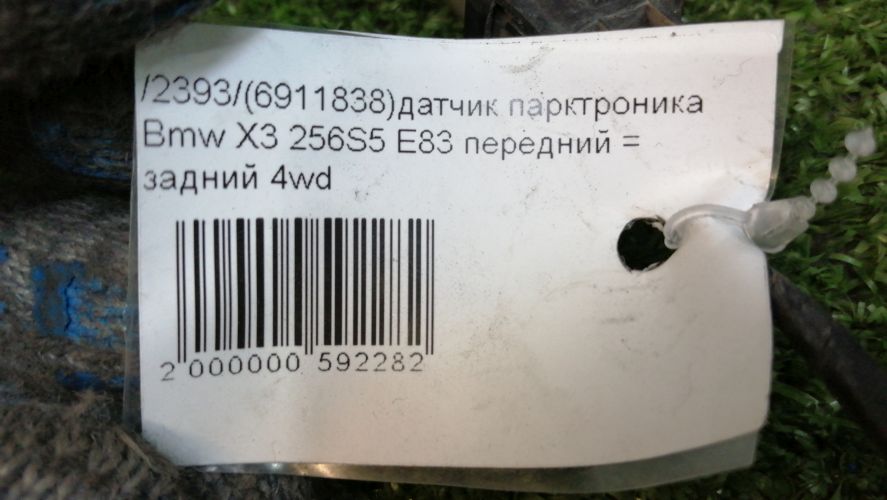 /2393/(6911838)датчик парктроника
Bmw X3 256S5 E83 передний =
задний 4wd
2 000000 592282